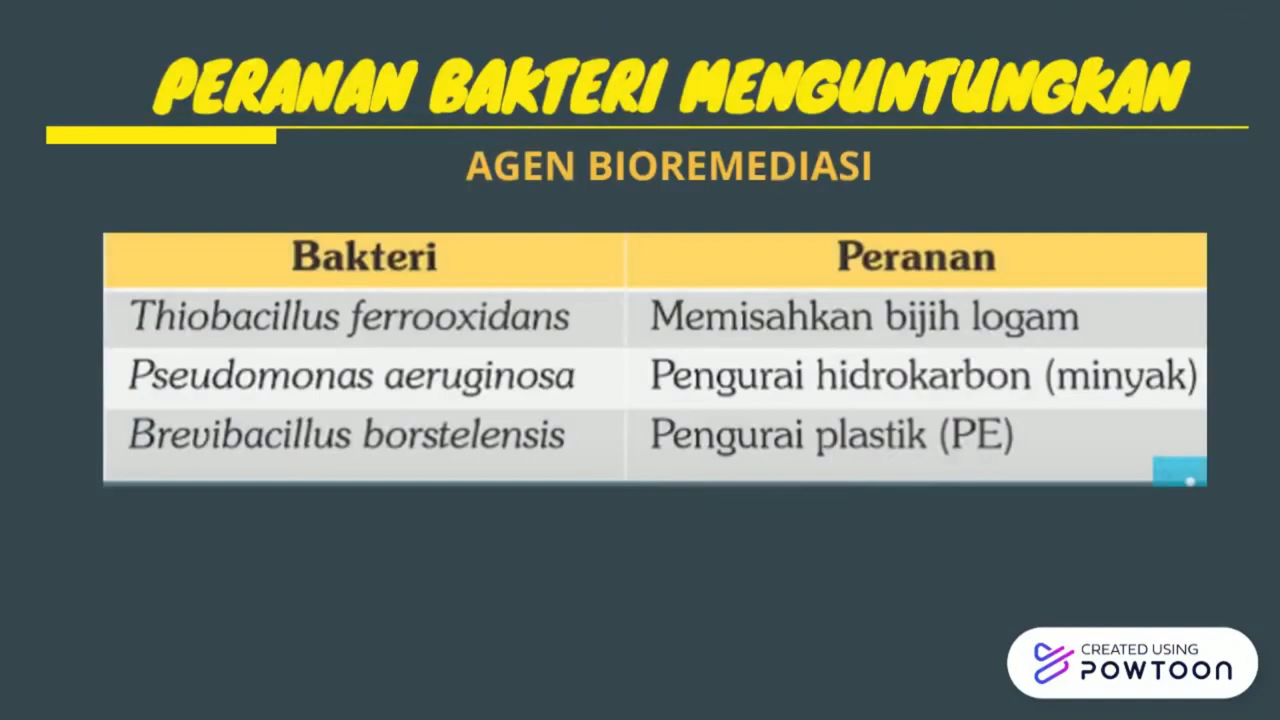 PERANAN BAKTERI MENGUNTUNGKAN
AGEN BIOREMEDIASI
Bakteri Peranan
Thiobacillus ferrooxidans Memisahkan bijih logam
Pseudomonas aeruginosa Pengurai hidrokarbon (minyak)
Brevibacillus borstelensis Pengurai plastik (PE)
CREATED USING
POWTOON